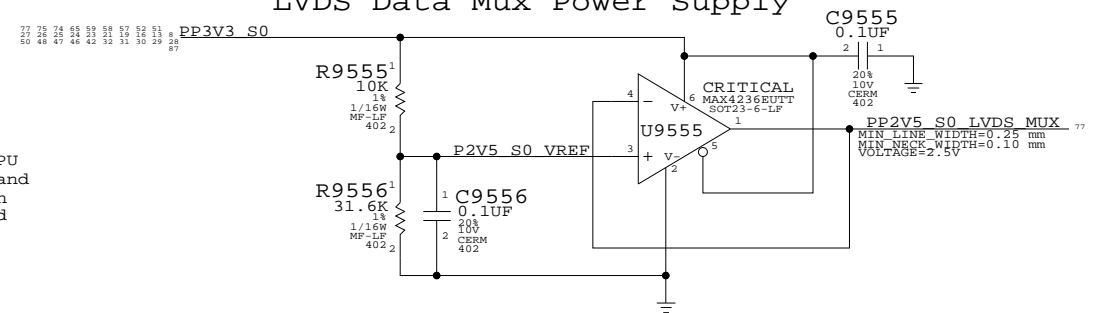 LVDS Data Mux Power Supply
77 75 74 65 59 58 57 52 51
27 26 25 24 23 21 19 16 13 8
50 48 47 46 42 32 31 30 29 28
87
PP3V3_S0
C9555
0.1UF
2 1
20%
10V
CERM
402
R9555
1
10K
1%
1/16W
MF-LF
402
2
CRITICAL
MAX4236EUTT
SOT23-6-LF
U9555
4
−
V+
6
1
3
+
V-
2
5
P2V5_S0_VREF
PP2V5_S0_LVDS_MUX
77
MIN_LINE_WIDTH=0.25 mm
MIN_NECK_WIDTH=0.10 mm
VOLTAGE=2.5V
R9556
1
31.6K
1%
1/16W
MF-LF
402
2
1
C9556
0.1UF
20%
10V
CERM
402
2
PU
and
n
d